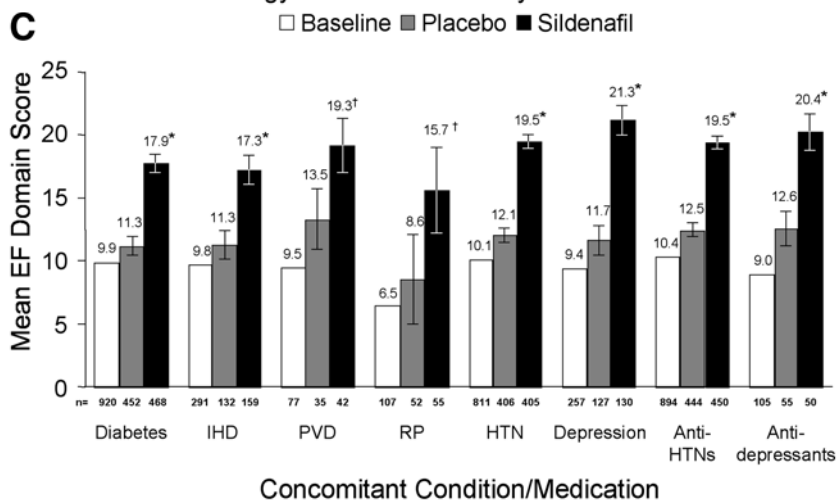 C
Baseline Placebo Sildenafil
Mean EF Domain Score
25
20
15
10
5
0
9.9 11.3 17.9*
9.8 11.3 17.3*
9.5 13.5 19.3†
6.5 8.6 15.7†
10.1 12.1 19.5*
9.4 11.7 21.3*
10.4 12.5 19.5*
9.0 12.6 20.4*
n= 920 452 468 291 132 159 77 35 42 107 52 55 811 406 405 257 127 130 894 444 450 105 55 50
Diabetes IHD PVD RP HTN Depression Anti-HTNs Anti-depressants
Concomitant Condition/Medication